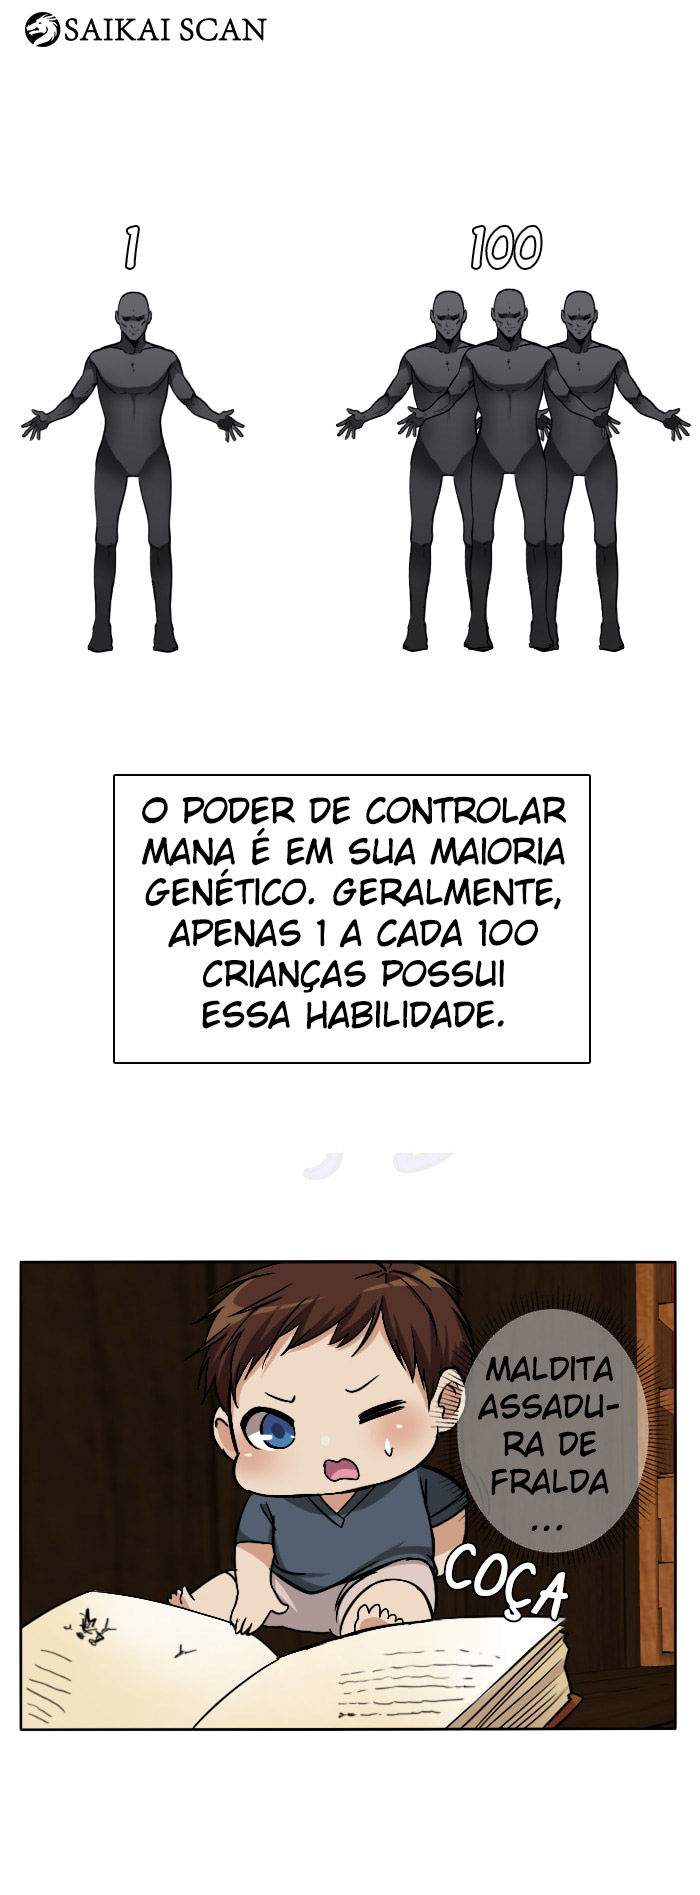 SAIKAI SCAN
1
100
O PODER DE CONTROLAR
MANA É EM SUA MAIORIA
GENÉTICO. GERALMENTE,
APENAS 1 A CADA 100
CRIANÇAS POSSUI
ESSA HABILIDADE.
MALDITA
ASSADU-
RA DE
FRALDA
...
COÇA